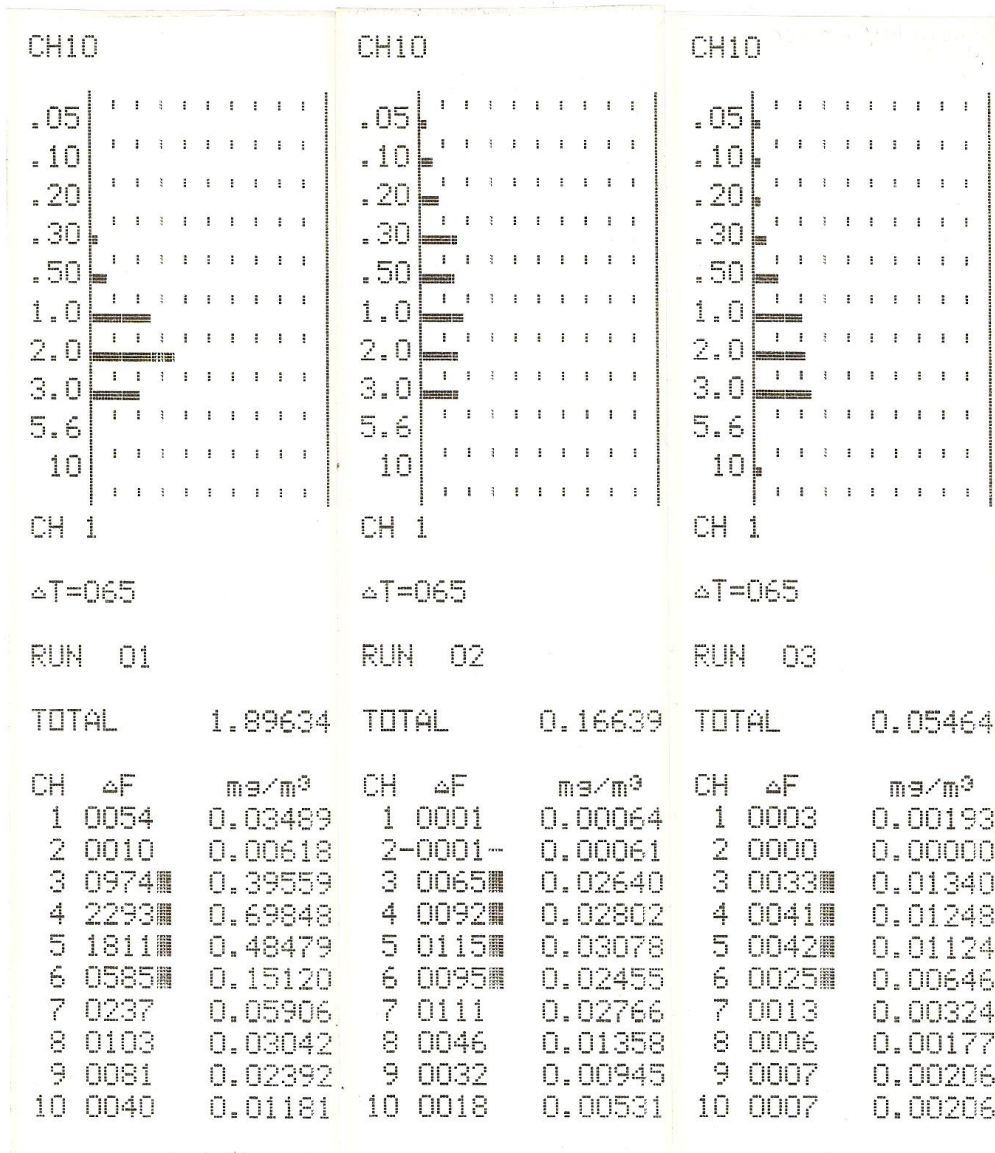 CH10
.05
.10
.20
.30
.50
1.0
2.0
3.0
5.6
10
CH 1
△T=065
RUN 01
TOTAL 1.89634
CH △F mg/m³
1 0054 0.03489
2 0010 0.00618
3 0974 0.39559
4 2293 0.69848
5 1811 0.48479
6 0585 0.15120
7 0237 0.05906
8 0103 0.03042
9 0081 0.02392
10 0040 0.01181
CH10
.05
.10
.20
.30
.50
1.0
2.0
3.0
5.6
10
CH 1
△T=065
RUN 02
TOTAL 0.16639
CH △F mg/m³
1 0001 0.00064
2-0001- 0.00061
3 0065 0.02640
4 0092 0.02802
5 0115 0.03078
6 0095 0.02455
7 0111 0.02766
8 0046 0.01358
9 0032 0.00945
10 0018 0.00531
CH10
.05
.10
.20
.30
.50
1.0
2.0
3.0
5.6
10
CH 1
△T=065
RUN 03
TOTAL 0.05464
CH △F mg/m³
1 0003 0.00193
2 0000 0.00000
3 0033 0.01340
4 0041 0.01248
5 0042 0.01124
6 0025 0.00646
7 0013 0.00324
8 0006 0.00177
9 0007 0.00206
10 0007 0.00206